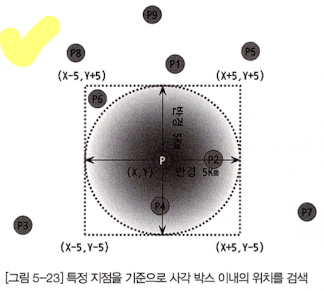 P9
P8
P5
P1
(X-5,Y+5)
(X+5,Y+5)
P6
반경 5Km
P
P2
(X,Y)
반경 5Km
P4
P3
P7
(X-5,Y-5)
(X+5,Y-5)
[그림 5-23] 특정 지점을 기준으로 사각 박스 이내의 위치를 검색